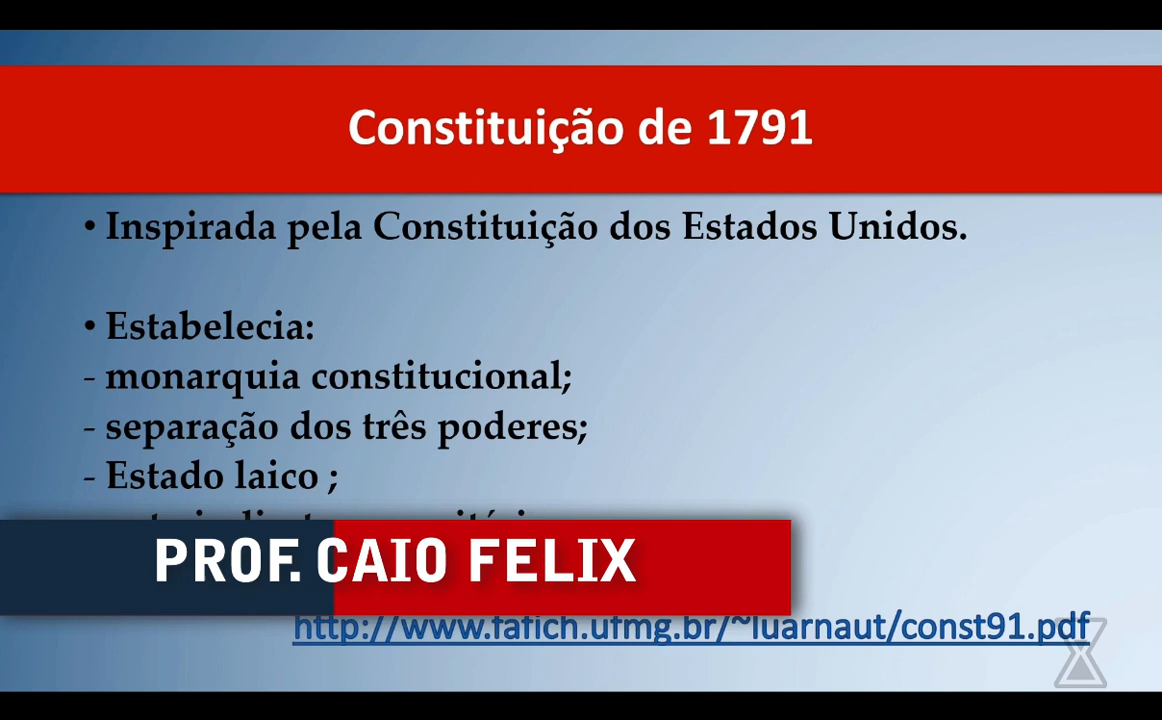 Constituição de 1791
• Inspirada pela Constituição dos Estados Unidos.
• Estabelecia:
- monarquia constitucional;
- separação dos três poderes;
- Estado laico ;
PROF. CAIO FELIX
http://www.fafich.ufmg.br/~luarnaut/const91.pdf